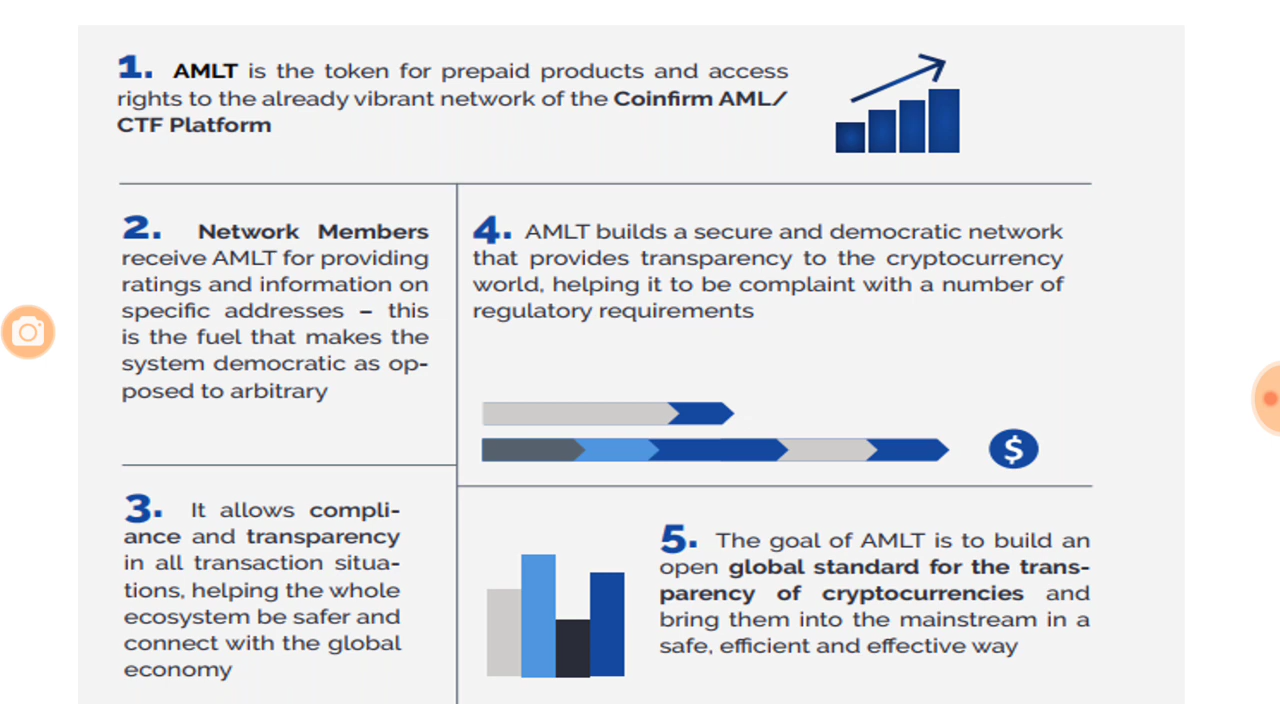 1. AMLT is the token for prepaid products and access
rights to the already vibrant network of the Coinfirm AML/
CTF Platform
2. Network Members
receive AMLT for providing
ratings and information on
specific addresses – this
is the fuel that makes the
system democratic as op-
posed to arbitrary
3. It allows compli-
ance and transparency
in all transaction situa-
tions, helping the whole
ecosystem be safer and
connect with the global
economy
4. AMLT builds a secure and democratic network
that provides transparency to the cryptocurrency
world, helping it to be complaint with a number of
regulatory requirements
$
5. The goal of AMLT is to build an
open global standard for the trans-
parency of cryptocurrencies and
bring them into the mainstream in a
safe, efficient and effective way